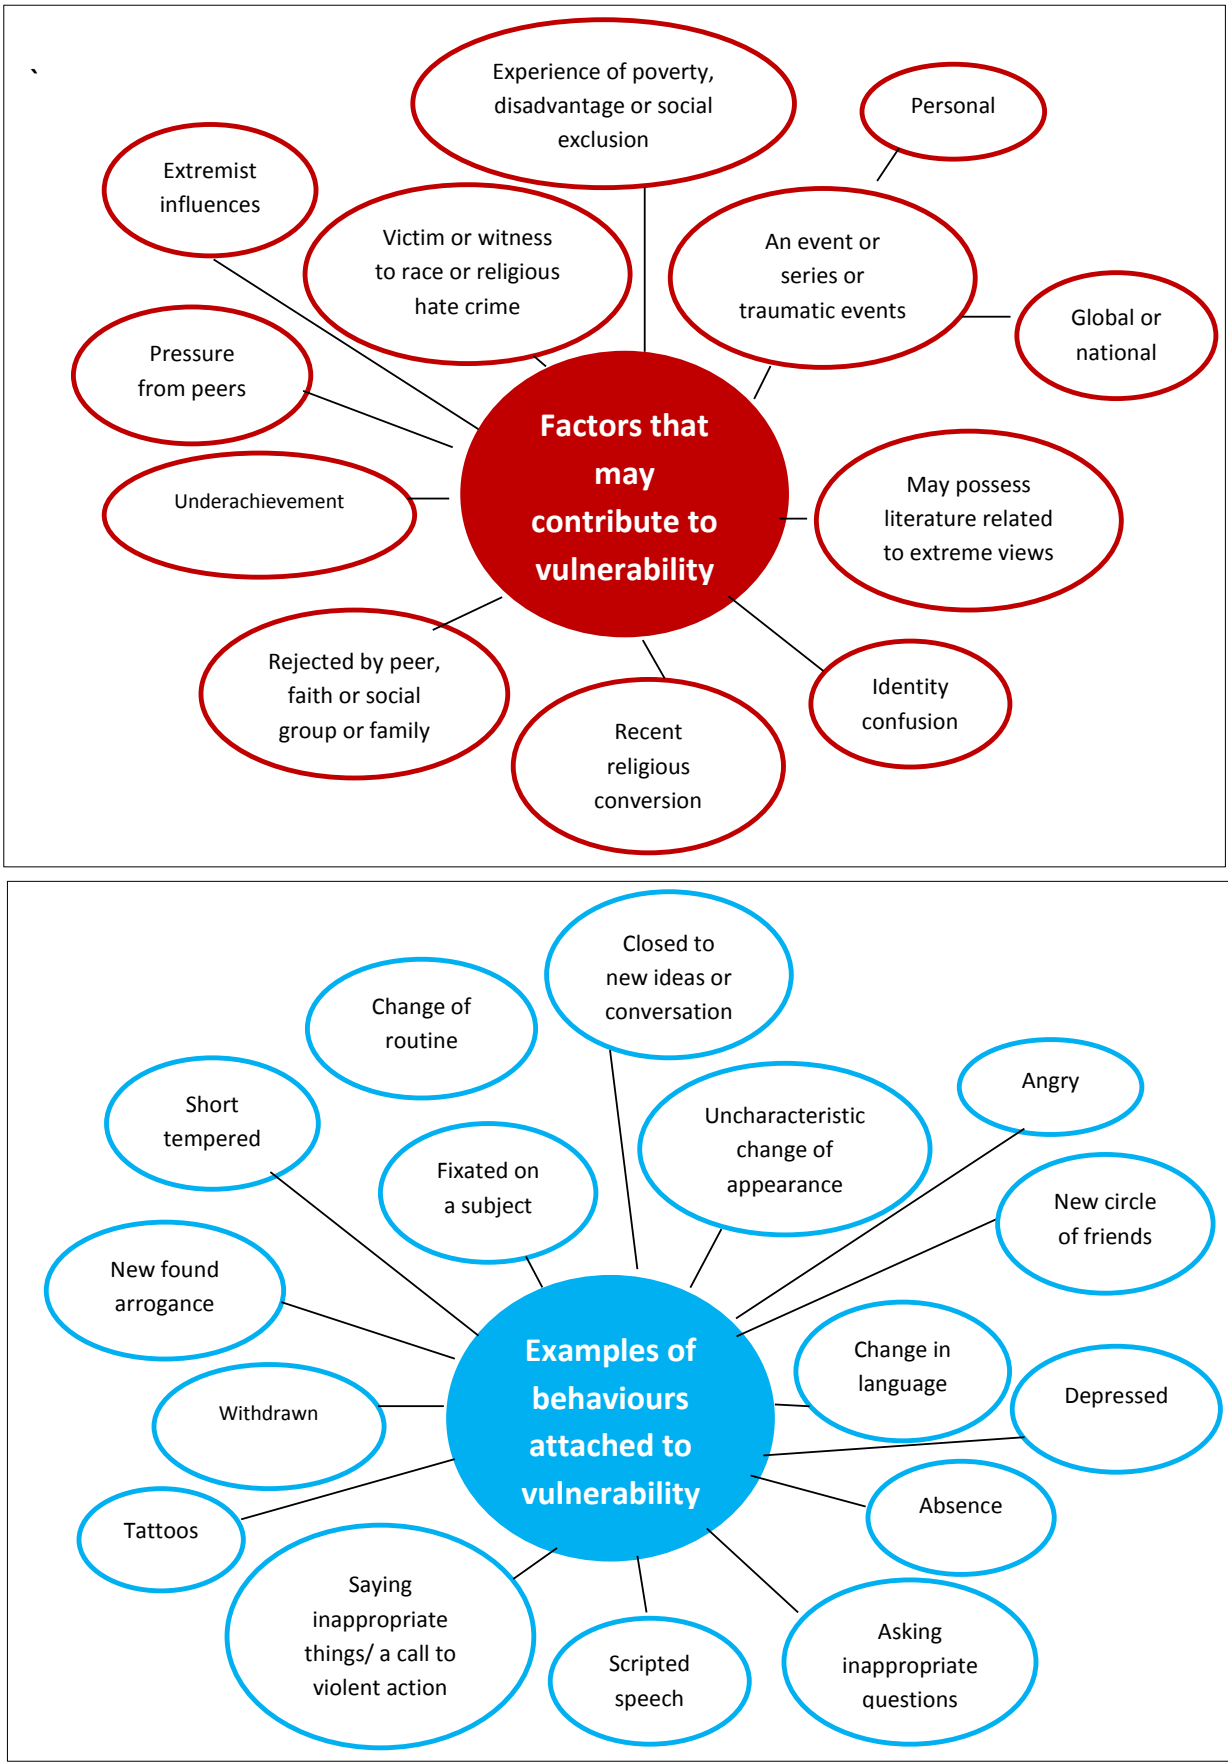 `
Experience of poverty,
disadvantage or social
exclusion
Personal
Extremist
influences
Victim or witness
to race or religious
hate crime
An event or
series or
traumatic events
Global or
national
Pressure
from peers
Factors that
may
contribute to
vulnerability
Underachievement
May possess
literature related
to extreme views
Rejected by peer,
faith or social
group or family
Recent
religious
conversion
Identity
confusion
Closed to
new ideas or
conversation
Change of
routine
Angry
Short
tempered
Uncharacteristic
change of
appearance
Fixated on
a subject
New circle
of friends
New found
arrogance
Examples of
behaviours
attached to
vulnerability
Change in
language
Depressed
Withdrawn
Absence
Tattoos
Saying
inappropriate
things/ a call to
violent action
Scripted
speech
Asking
inappropriate
questions